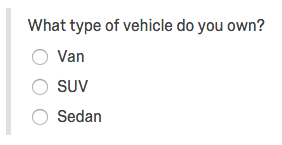 What type of vehicle do you own?
Van
SUV
Sedan